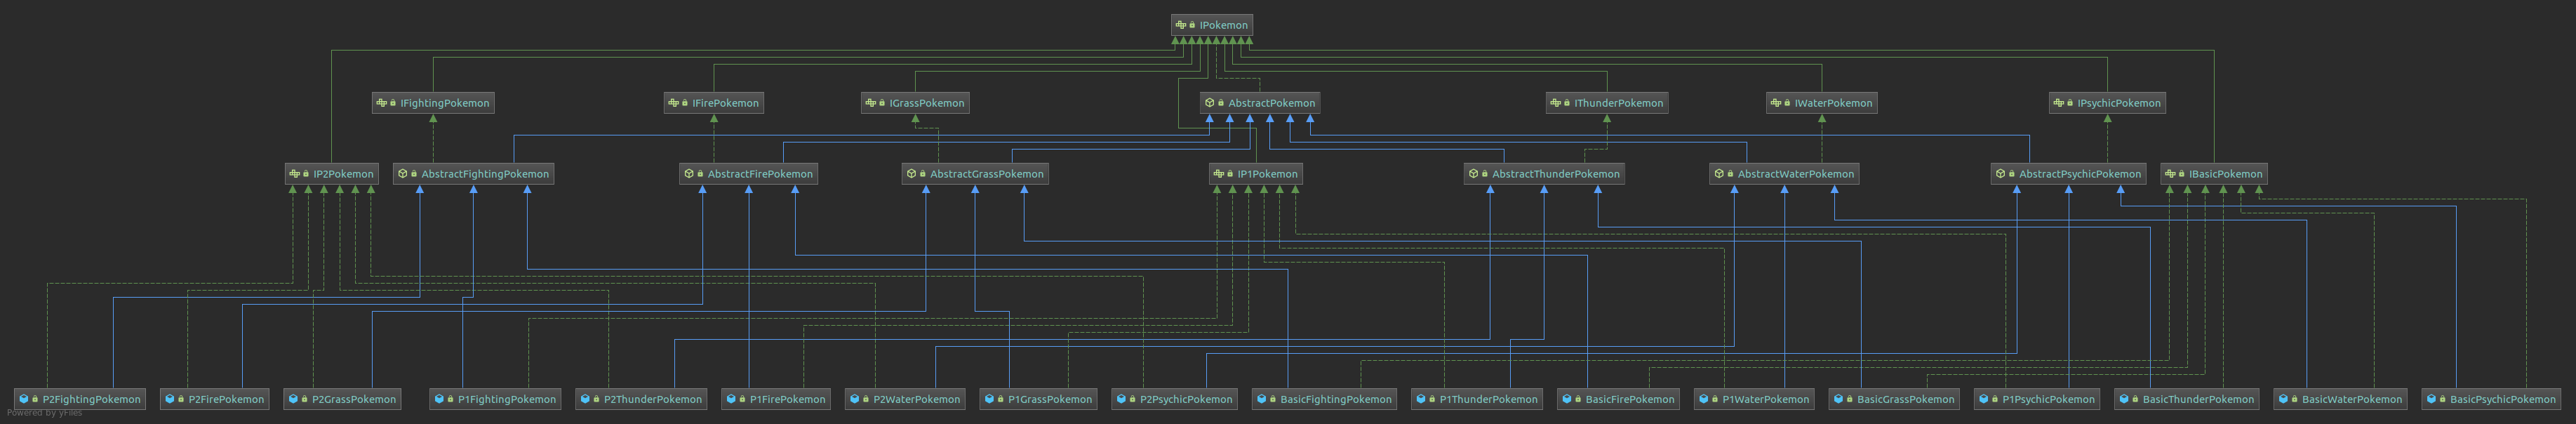 IPokemon
IFightingPokemon
IFirePokemon
IGrassPokemon
AbstractPokemon
IThunderPokemon
IWaterPokemon
IPsychicPokemon
IP2Pokemon
AbstractFightingPokemon
AbstractFirePokemon
AbstractGrassPokemon
IP1Pokemon
AbstractThunderPokemon
AbstractWaterPokemon
AbstractPsychicPokemon
IBasicPokemon
P2FightingPokemon
P2FirePokemon
P2GrassPokemon
P1FightingPokemon
P2ThunderPokemon
P1FirePokemon
P2WaterPokemon
P1GrassPokemon
P2PsychicPokemon
BasicFightingPokemon
P1ThunderPokemon
BasicFirePokemon
P1WaterPokemon
BasicGrassPokemon
P1PsychicPokemon
BasicThunderPokemon
BasicWaterPokemon
BasicPsychicPokemon
Powered by yFiles